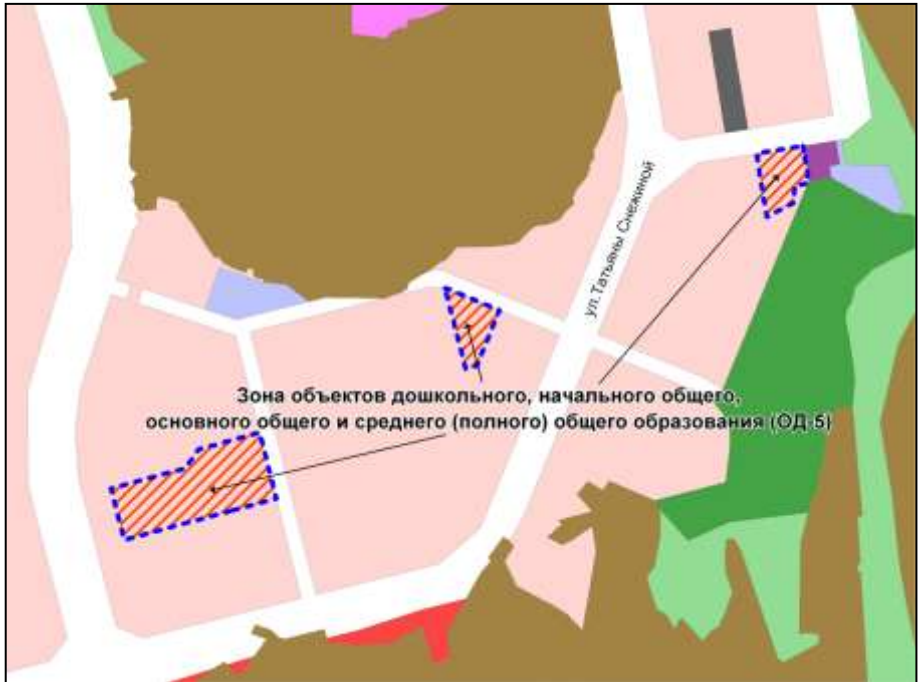 ул. Татьяны Снежиной
Зона объектов дошкольного, начального общего,
основного общего и среднего (полного) общего образования (ОД-5)